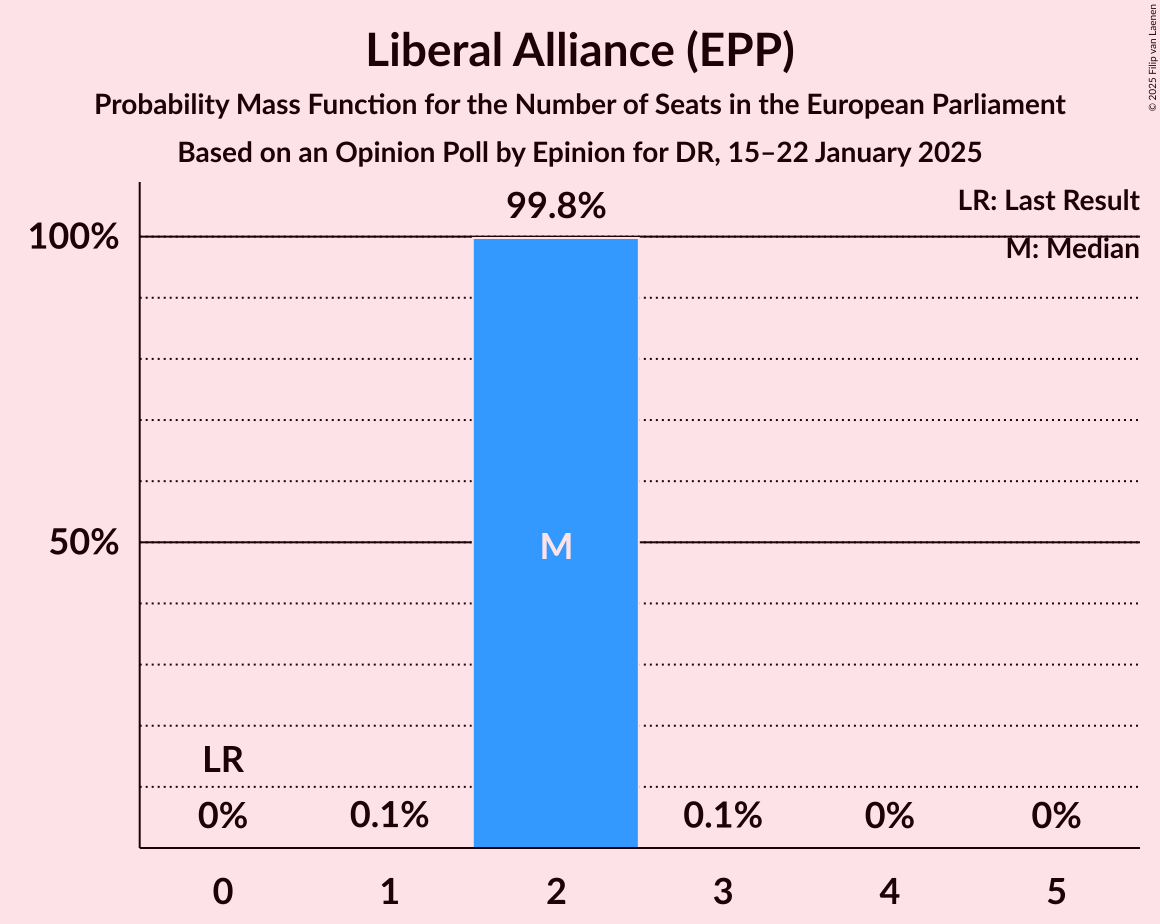 Liberal Alliance (EPP)
Probability Mass Function for the Number of Seats in the European Parliament
Based on an Opinion Poll by Epinion for DR, 15–22 January 2025
© 2025 Filip van Laenen
LR: Last Result
M: Median
99.8%
100%
50%
M
LR
0%
0.1%
0.1%
0%
0%
0
1
2
3
4
5